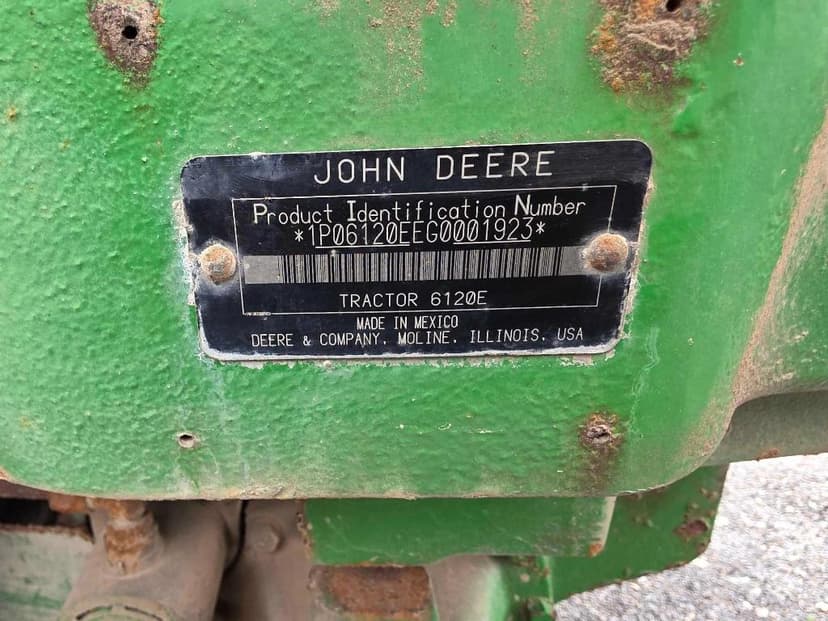 JOHN DEERE
Product Identification Number
*1P06120EEG0001923*
TRACTOR 6120E
MADE IN MEXICO
DEERE & COMPANY, MOLINE, ILLINOIS, USA